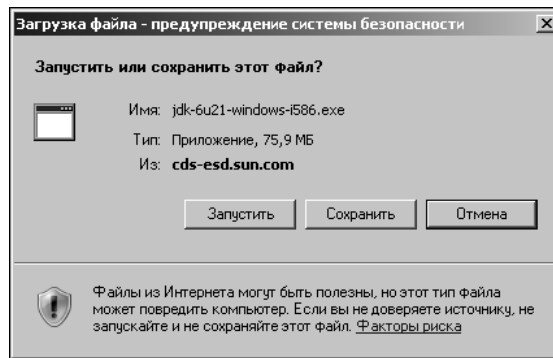 Загрузка файла - предупреждение системы безопасности
Запустить или сохранить этот файл?
Имя: jdk-6u21-windows-i586.exe
Тип: Приложение, 75,9 МБ
Из: cds-esd.sun.com
Запустить Сохранить Отмена
Файлы из Интернета могут быть полезны, но этот тип файла
может повредить компьютер. Если вы не доверяете источнику, не
запускайте и не сохраняйте этот файл. Факторы риска